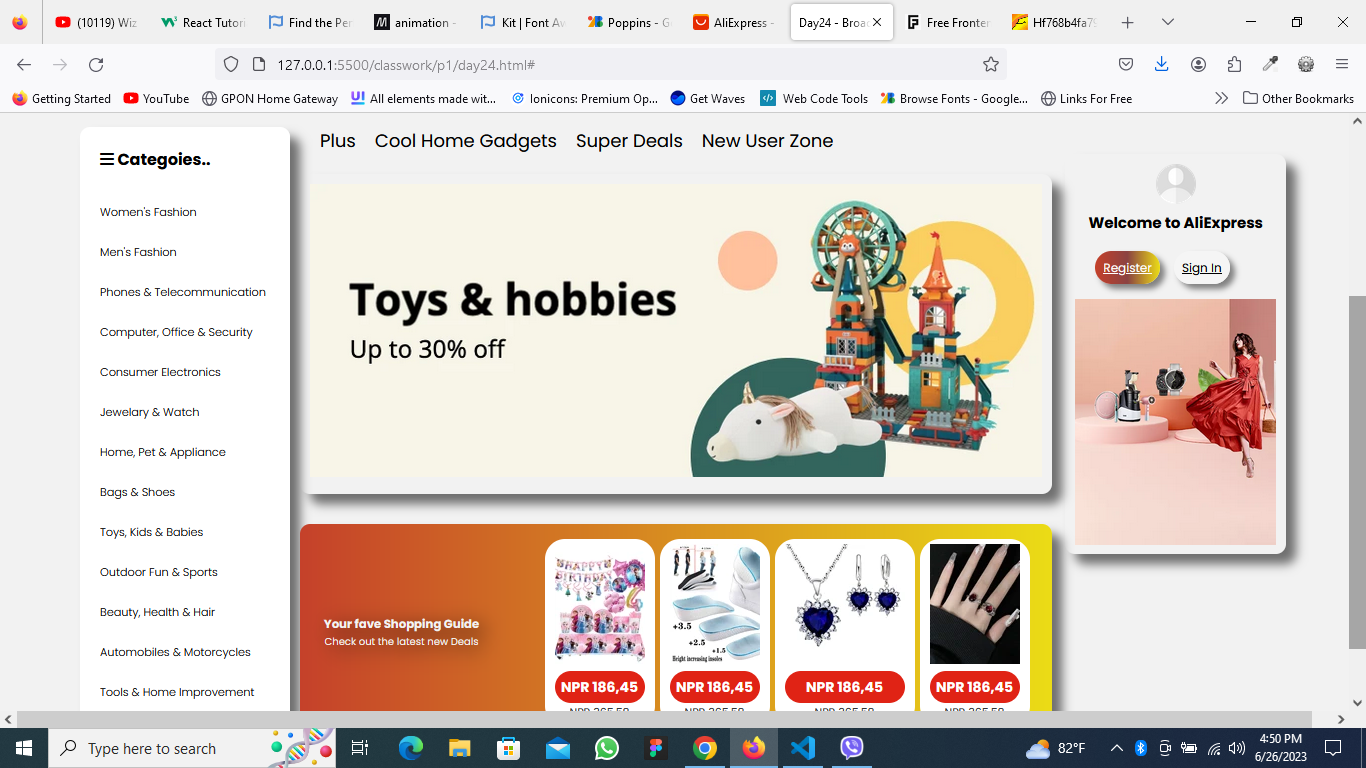 (10119) Wiz
React Tutori
Find the Per
animation -
Kit | Font Aw
Poppins - Go
AliExpress -
Day24 - Broa
Free Fronten
Hf768b4fa79
127.0.0.1:5500/classwork/p1/day24.html#
Getting Started
YouTube
GPON Home Gateway
All elements made wit...
Ionicons: Premium Op...
Get Waves
Web Code Tools
Browse Fonts - Google...
Links For Free
Other Bookmarks
Categoies..
Women's Fashion
Men's Fashion
Phones & Telecommunication
Computer, Office & Security
Consumer Electronics
Jewelary & Watch
Home, Pet & Appliance
Bags & Shoes
Toys, Kids & Babies
Outdoor Fun & Sports
Beauty, Health & Hair
Automobiles & Motorcycles
Tools & Home Improvement
Plus Cool Home Gadgets Super Deals New User Zone
Toys & hobbies
Up to 30% off
Welcome to AliExpress
Register Sign In
Your fave Shopping Guide
Check out the latest new Deals
HAPPY
BIRTHDAY
+3.5
+2.5
+1.5
Height increasing insoles
NPR 186,45
NPR 186,45
NPR 186,45
NPR 186,45
Type here to search
82°F
4:50 PM
6/26/2023